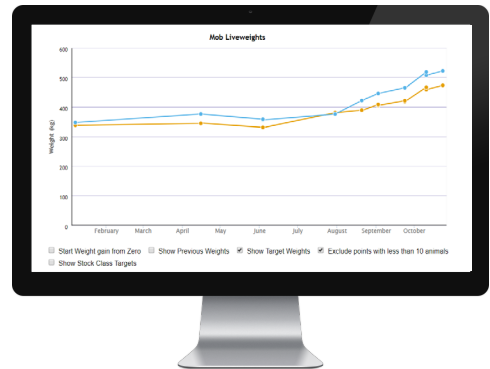 Mob Liveweights
600
500
400
300
200
100
0
Weight (kg)
February March April May June July August September October
Start Weight gain from Zero Show Previous Weights Show Target Weights Exclude points with less than 10 animals
Show Stock Class Targets